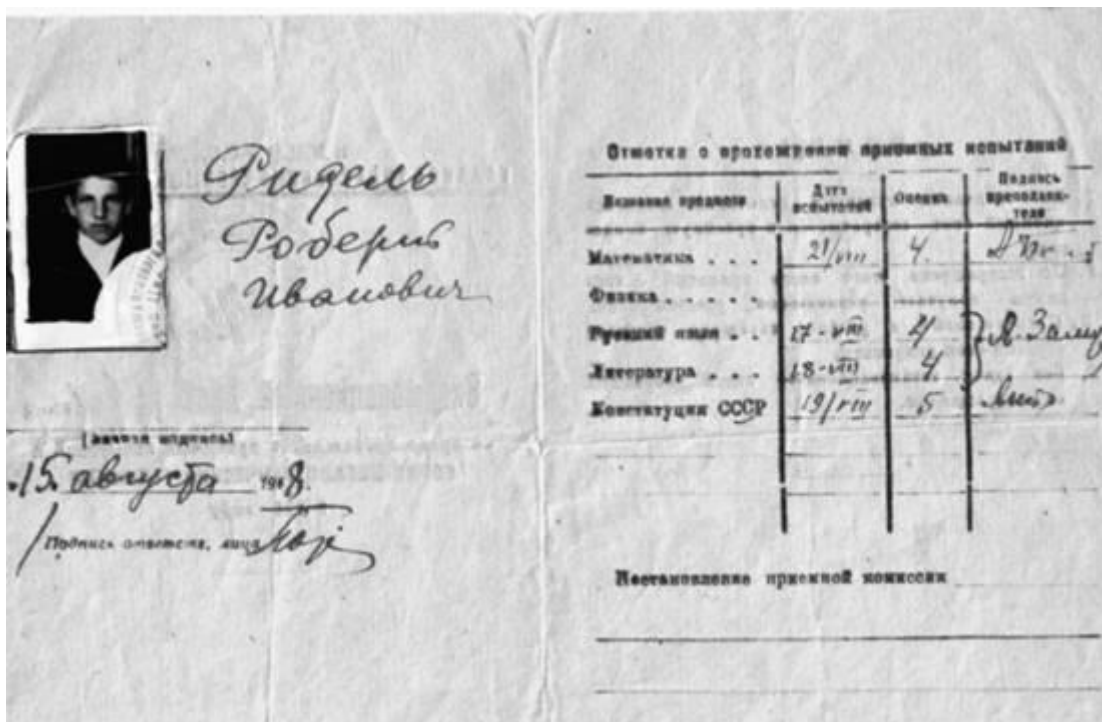 Ридель
Роберт
Иванович
(личная подпись)
15 августа 1948.
Подпись ответств. лица
Отметка о прохождении приемных испытаний
Название предмета Дата испытаний Оценка Подпись преподавателя
Математика . . . 21/VIII 4.
Физика . . . . .
Русский язык . . 17-VIII 4
Литература . . . 18-VIII 4
Конституция СССР 19/VIII 5
Постановление приемной комиссии